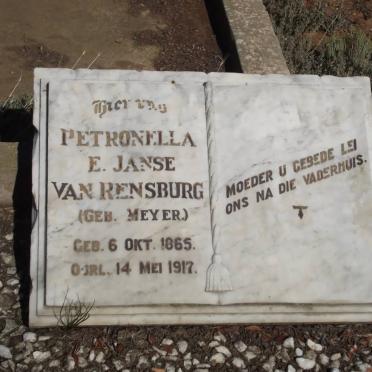 Hier rus
PETRONELLA
E. JANSE
VAN RENSBURG
(GEB. MEYER)
GEB. 6 OKT. 1865.
OORL. 14 MEI 1917.
MOEDER U GEBEDE LEI
ONS NA DIE VADERHUIS.